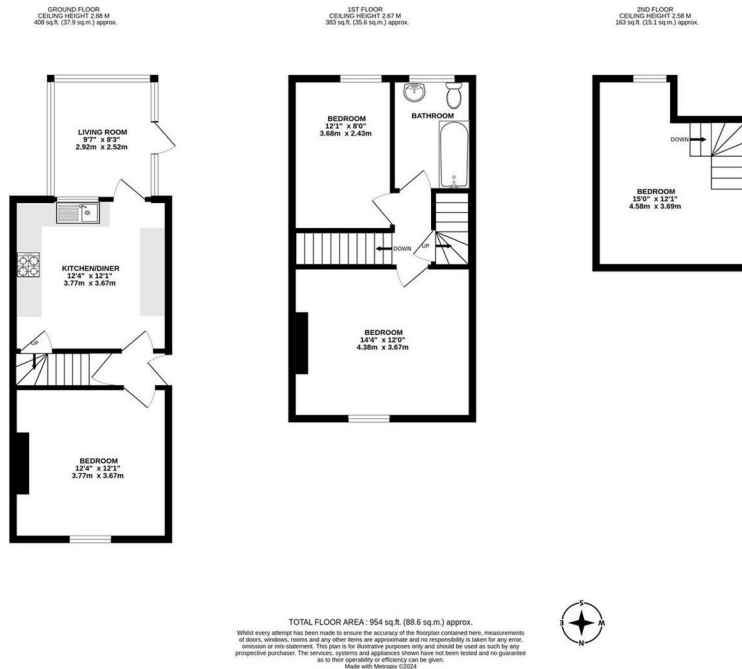 GROUND FLOOR
CEILING HEIGHT 2.88 M
408 sq.ft. (37.9 sq.m.) approx.
LIVING ROOM
9'7" x 8'3"
2.92m x 2.52m
KITCHEN/DINER
12'4" x 12'1"
3.77m x 3.67m
UP
BEDROOM
12'4" x 12'1"
3.77m x 3.67m
1ST FLOOR
CEILING HEIGHT 2.67 M
383 sq.ft. (35.6 sq.m.) approx.
BEDROOM
12'1" x 8'0"
3.68m x 2.43m
BATHROOM
DOWN
UP
BEDROOM
14'4" x 12'0"
4.38m x 3.67m
2ND FLOOR
CEILING HEIGHT 2.58 M
163 sq.ft. (15.1 sq.m.) approx.
DOWN
BEDROOM
15'0" x 12'1"
4.58m x 3.69m
TOTAL FLOOR AREA : 954 sq.ft. (88.6 sq.m.) approx.
Whilst every attempt has been made to ensure the accuracy of the floorplan contained here, measurements
of doors, windows, rooms and any other items are approximate and no responsibility is taken for any error,
omission or mis-statement. This plan is for illustrative purposes only and should be used as such by any
prospective purchaser. The services, systems and appliances shown have not been tested and no guarantee
as to their operability or efficiency can be given.
Made with Metropix ©2024
S
E
W
N